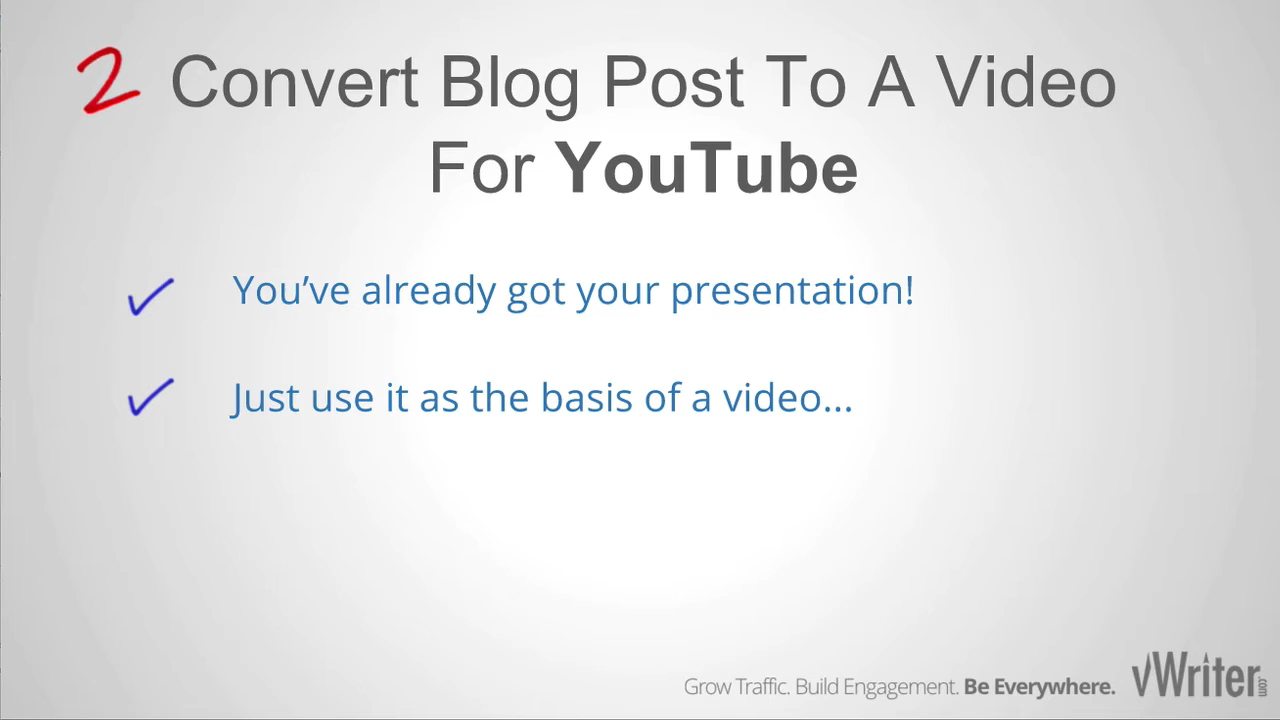 2 Convert Blog Post To A Video
For YouTube
You’ve already got your presentation!
Just use it as the basis of a video...
Grow Traffic. Build Engagement. Be Everywhere. vWriter.com